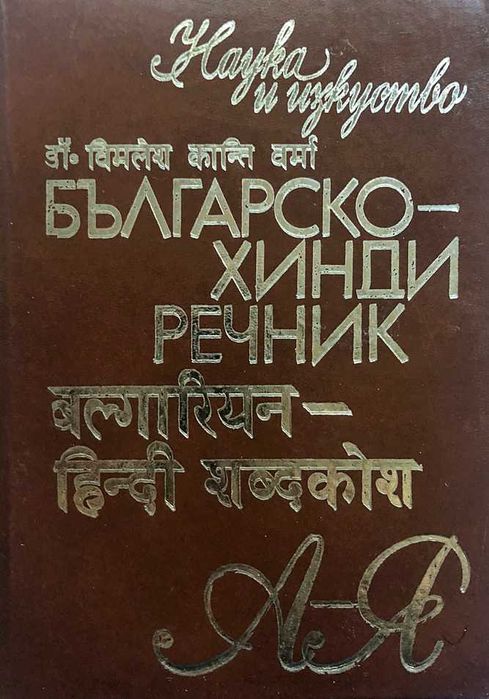 Наука
и изкуство
डॉ॰ विमलेश कान्ति वर्मा
БЪЛГАРСКО–
ХИНДИ
РЕЧНИК
बल्गारियन–
हिन्दी शब्दकोश
А–Я